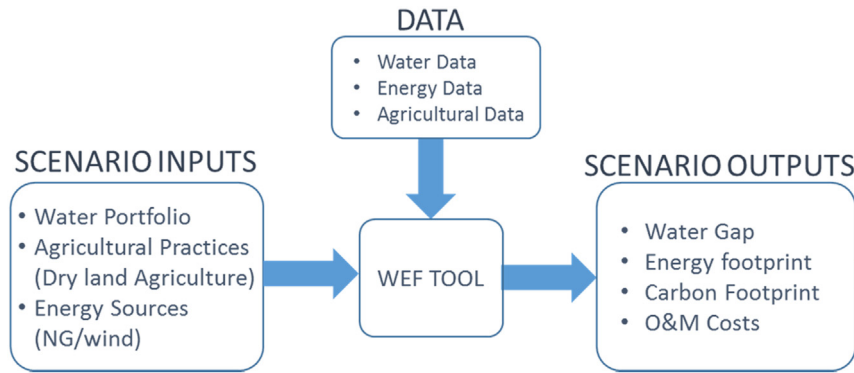 DATA
• Water Data
• Energy Data
• Agricultural Data
SCENARIO INPUTS
• Water Portfolio
• Agricultural Practices
(Dry land Agriculture)
• Energy Sources
(NG/wind)
WEF TOOL
SCENARIO OUTPUTS
• Water Gap
• Energy footprint
• Carbon Footprint
• O&M Costs